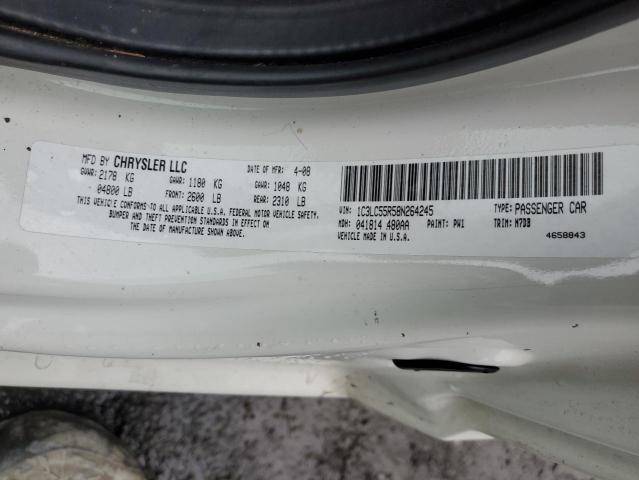 MFD BY CHRYSLER LLC DATE OF MFR: 4-08
GVWR: 2178 KG GAWR: 1180 KG GAWR: 1048 KG
04800 LB FRONT: 2600 LB REAR: 2310 LB
THIS VEHICLE CONFORMS TO ALL APPLICABLE U.S.A. FEDERAL MOTOR VEHICLE SAFETY,
BUMPER AND THEFT PREVENTION STANDARDS IN EFFECT ON
THE DATE OF MANUFACTURE SHOWN ABOVE.
VIN: 1C3LC55R58N264245 TYPE: PASSENGER CAR
MDH: 041814 A80AA PAINT: PW1 TRIM: M7DB
VEHICLE MADE IN U.S.A. 4658843